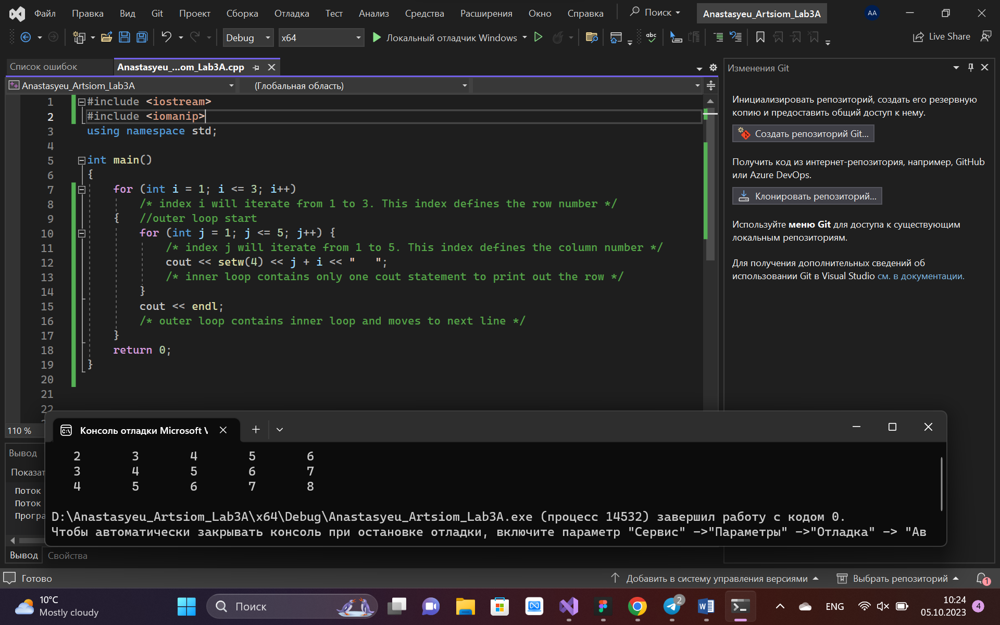 Файл Правка Вид Git Проект Сборка Отладка Тест Анализ Средства Расширения Окно Справка Поиск Anastasyeu_Artsiom_Lab3A AA
Debug x64 Локальный отладчик Windows abc Live Share
Список ошибок Anastasyeu_...om_Lab3A.cpp
Anastasyeu_Artsiom_Lab3A (Глобальная область)
1 #include <iostream>
2 #include <iomanip>
3 using namespace std;
4
5 int main()
6 {
7 for (int i = 1; i <= 3; i++)
8 /* index i will iterate from 1 to 3. This index defines the row number */
9 { //outer loop start
10 for (int j = 1; j <= 5; j++) {
11 /* index j will iterate from 1 to 5. This index defines the column number */
12 cout << setw(4) << j + i << "   ";
13 /* inner loop contains only one cout statement to print out the row */
14 }
15 cout << endl;
16 /* outer loop contains inner loop and moves to next line */
17 }
18 return 0;
19 }
20
21
22
110 %
Изменения Git
Инициализировать репозиторий, создать его резервную
копию и предоставить общий доступ к нему.
Создать репозиторий Git...
Получить код из интернет-репозитория, например, GitHub
или Azure DevOps.
Клонировать репозиторий...
Используйте меню Git для доступа к существующим
локальным репозиториям.
Для получения дополнительных сведений об
использовании Git в Visual Studio см. в документации.
Вывод
Показат
Поток
Поток
Програ
Вывод Свойства
Консоль отладки Microsoft V
2 3 4 5 6
3 4 5 6 7
4 5 6 7 8
D:\Anastasyeu_Artsiom_Lab3A\x64\Debug\Anastasyeu_Artsiom_Lab3A.exe (процесс 14532) завершил работу с кодом 0.
Чтобы автоматически закрывать консоль при остановке отладки, включите параметр "Сервис" ->"Параметры" ->"Отладка" -> "Ав
Готово Добавить в систему управления версиями Выбрать репозиторий 1
10°C
Mostly cloudy
Поиск
2
ENG
10:24
05.10.2023
4